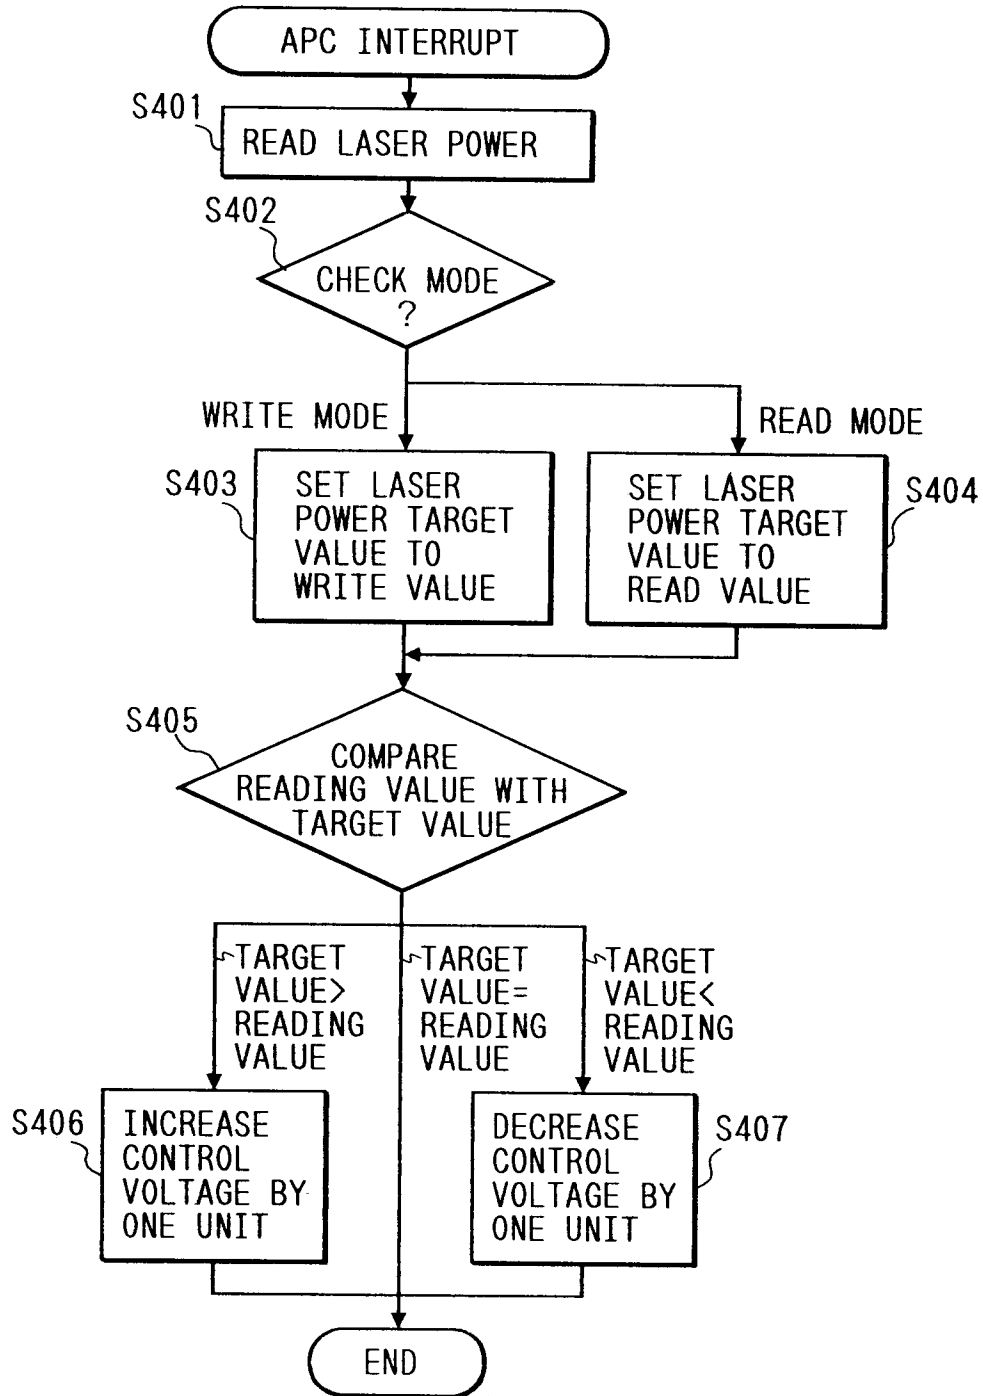 APC INTERRUPT
S401
READ LASER POWER
S402
CHECK MODE
?
WRITE MODE
READ MODE
S403
SET LASER
POWER TARGET
VALUE TO
WRITE VALUE
SET LASER
POWER TARGET
VALUE TO
READ VALUE
S404
S405
COMPARE
READING VALUE WITH
TARGET VALUE
TARGET
VALUE>
READING
VALUE
TARGET
VALUE=
READING
VALUE
TARGET
VALUE<
READING
VALUE
S406
INCREASE
CONTROL
VOLTAGE BY
ONE UNIT
DECREASE
CONTROL
VOLTAGE BY
ONE UNIT
S407
END